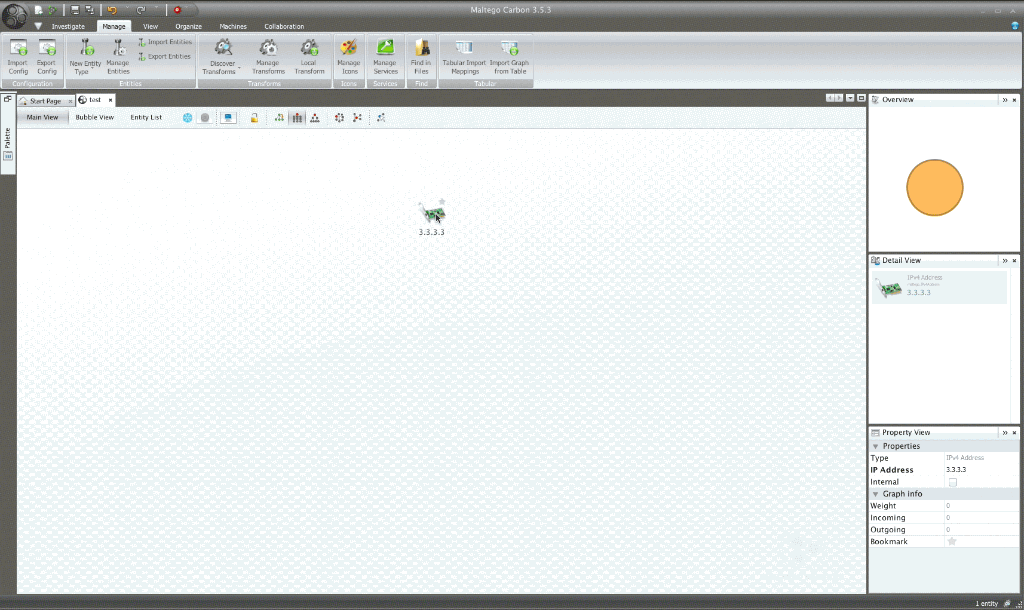 Maltego Carbon 3.5.3
Investigate Manage View Organize Machines Collaboration
Import Config
Export Config
New Entity Type
Manage Entities
Import Entities
Export Entities
Discover Transforms
Manage Transforms
Local Transform
Manage Icons
Manage Services
Find in Files
Tabular Import Mappings
Import Graph from Table
Configuration Entities Transforms Icons Services Find Tabular
Palette
Start Page
test
Main View Bubble View Entity List
3.3.3.3
Overview
Detail View
IPv4 Address
3.3.3.3
Property View
Properties
Type IPv4 Address
IP Address 3.3.3.3
Internal
Graph info
Weight 0
Incoming 0
Outgoing 0
Bookmark
1 entity